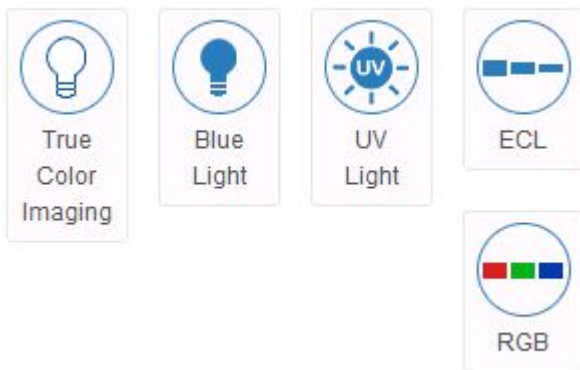 True
Color
Imaging
Blue
Light
UV
UV
Light
ECL
RGB